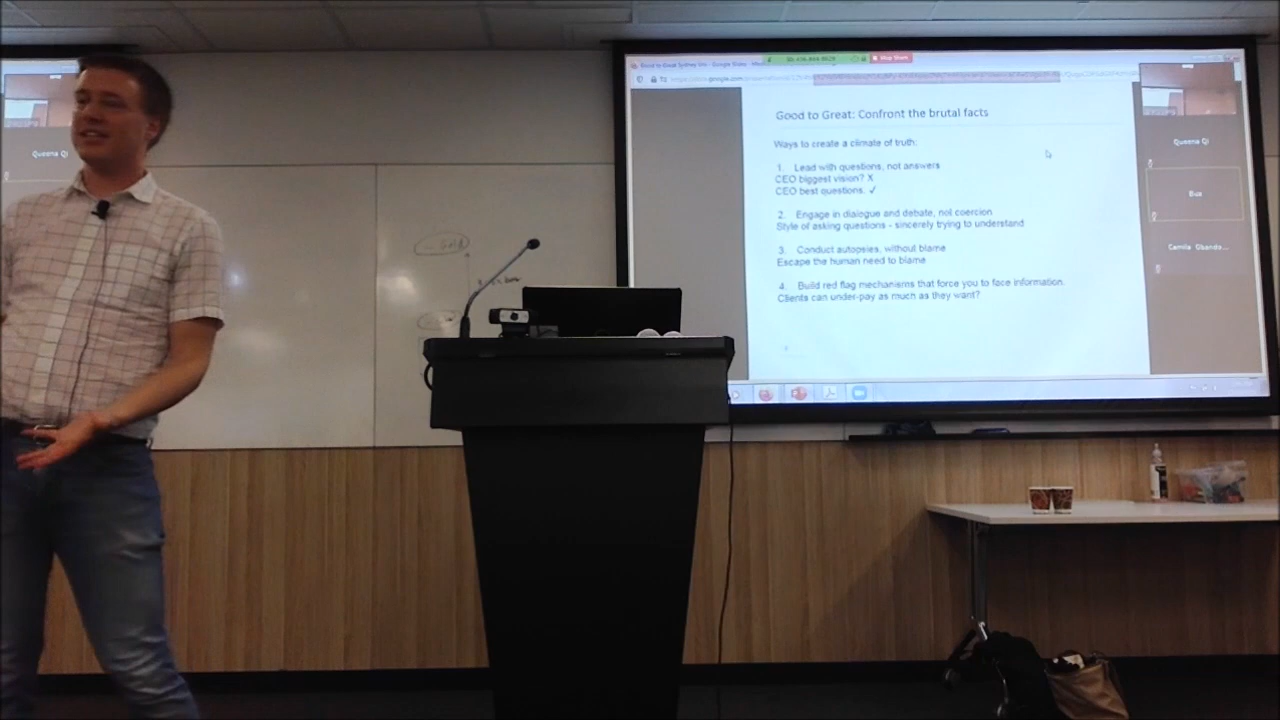 Good to Great: Confront the brutal facts
Ways to create a climate of truth:
1. Lead with questions, not answers
CEO biggest vision? X
CEO best questions. ✓
2. Engage in dialogue and debate, not coercion
Style of asking questions - sincerely trying to understand
3. Conduct autopsies, without blame
Escape the human need to blame
4. Build red flag mechanisms that force you to face information.
Clients can under-pay as much as they want?
Queena Qi
Queena Qi
Stop Share